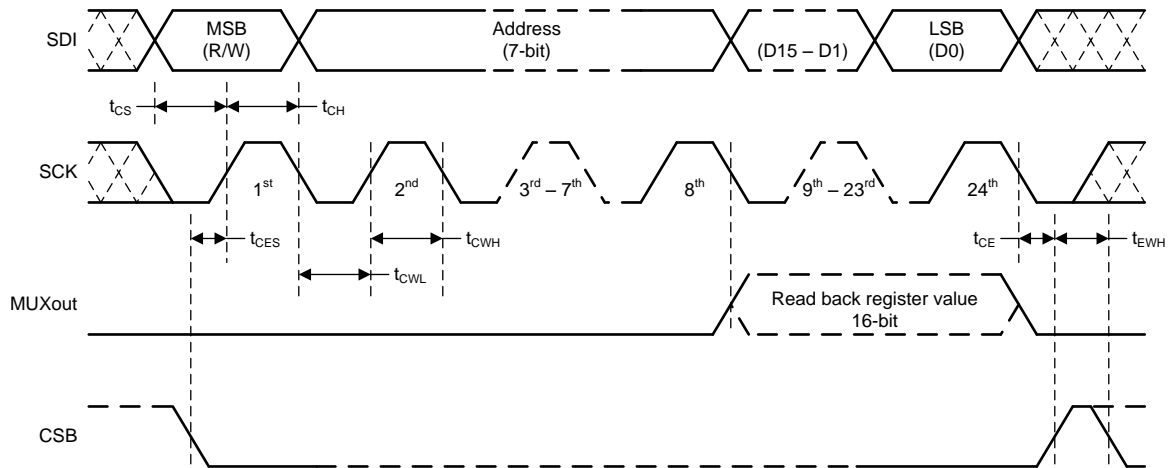 SDI
MSB
(R/W)
Address
(7-bit)
(D15 – D1)
LSB
(D0)
tCS
tCH
SCK
1st
2nd
3rd – 7th
8th
9th – 23rd
24th
tCES
tCWH
tCE
tEWH
tCWL
MUXout
Read back register value
16-bit
CSB